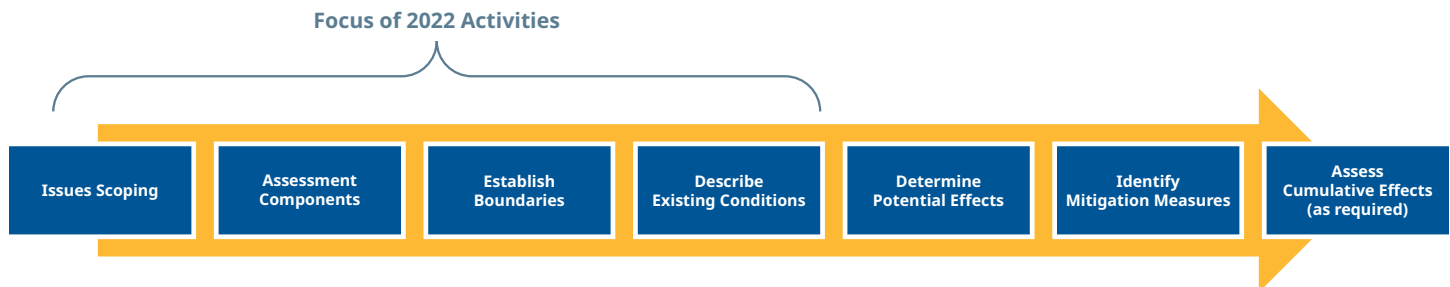 Focus of 2022 Activities
Issues Scoping
Assessment
Components
Establish
Boundaries
Describe
Existing Conditions
Determine
Potential Effects
Identify
Mitigation Measures
Assess
Cumulative Effects
(as required)